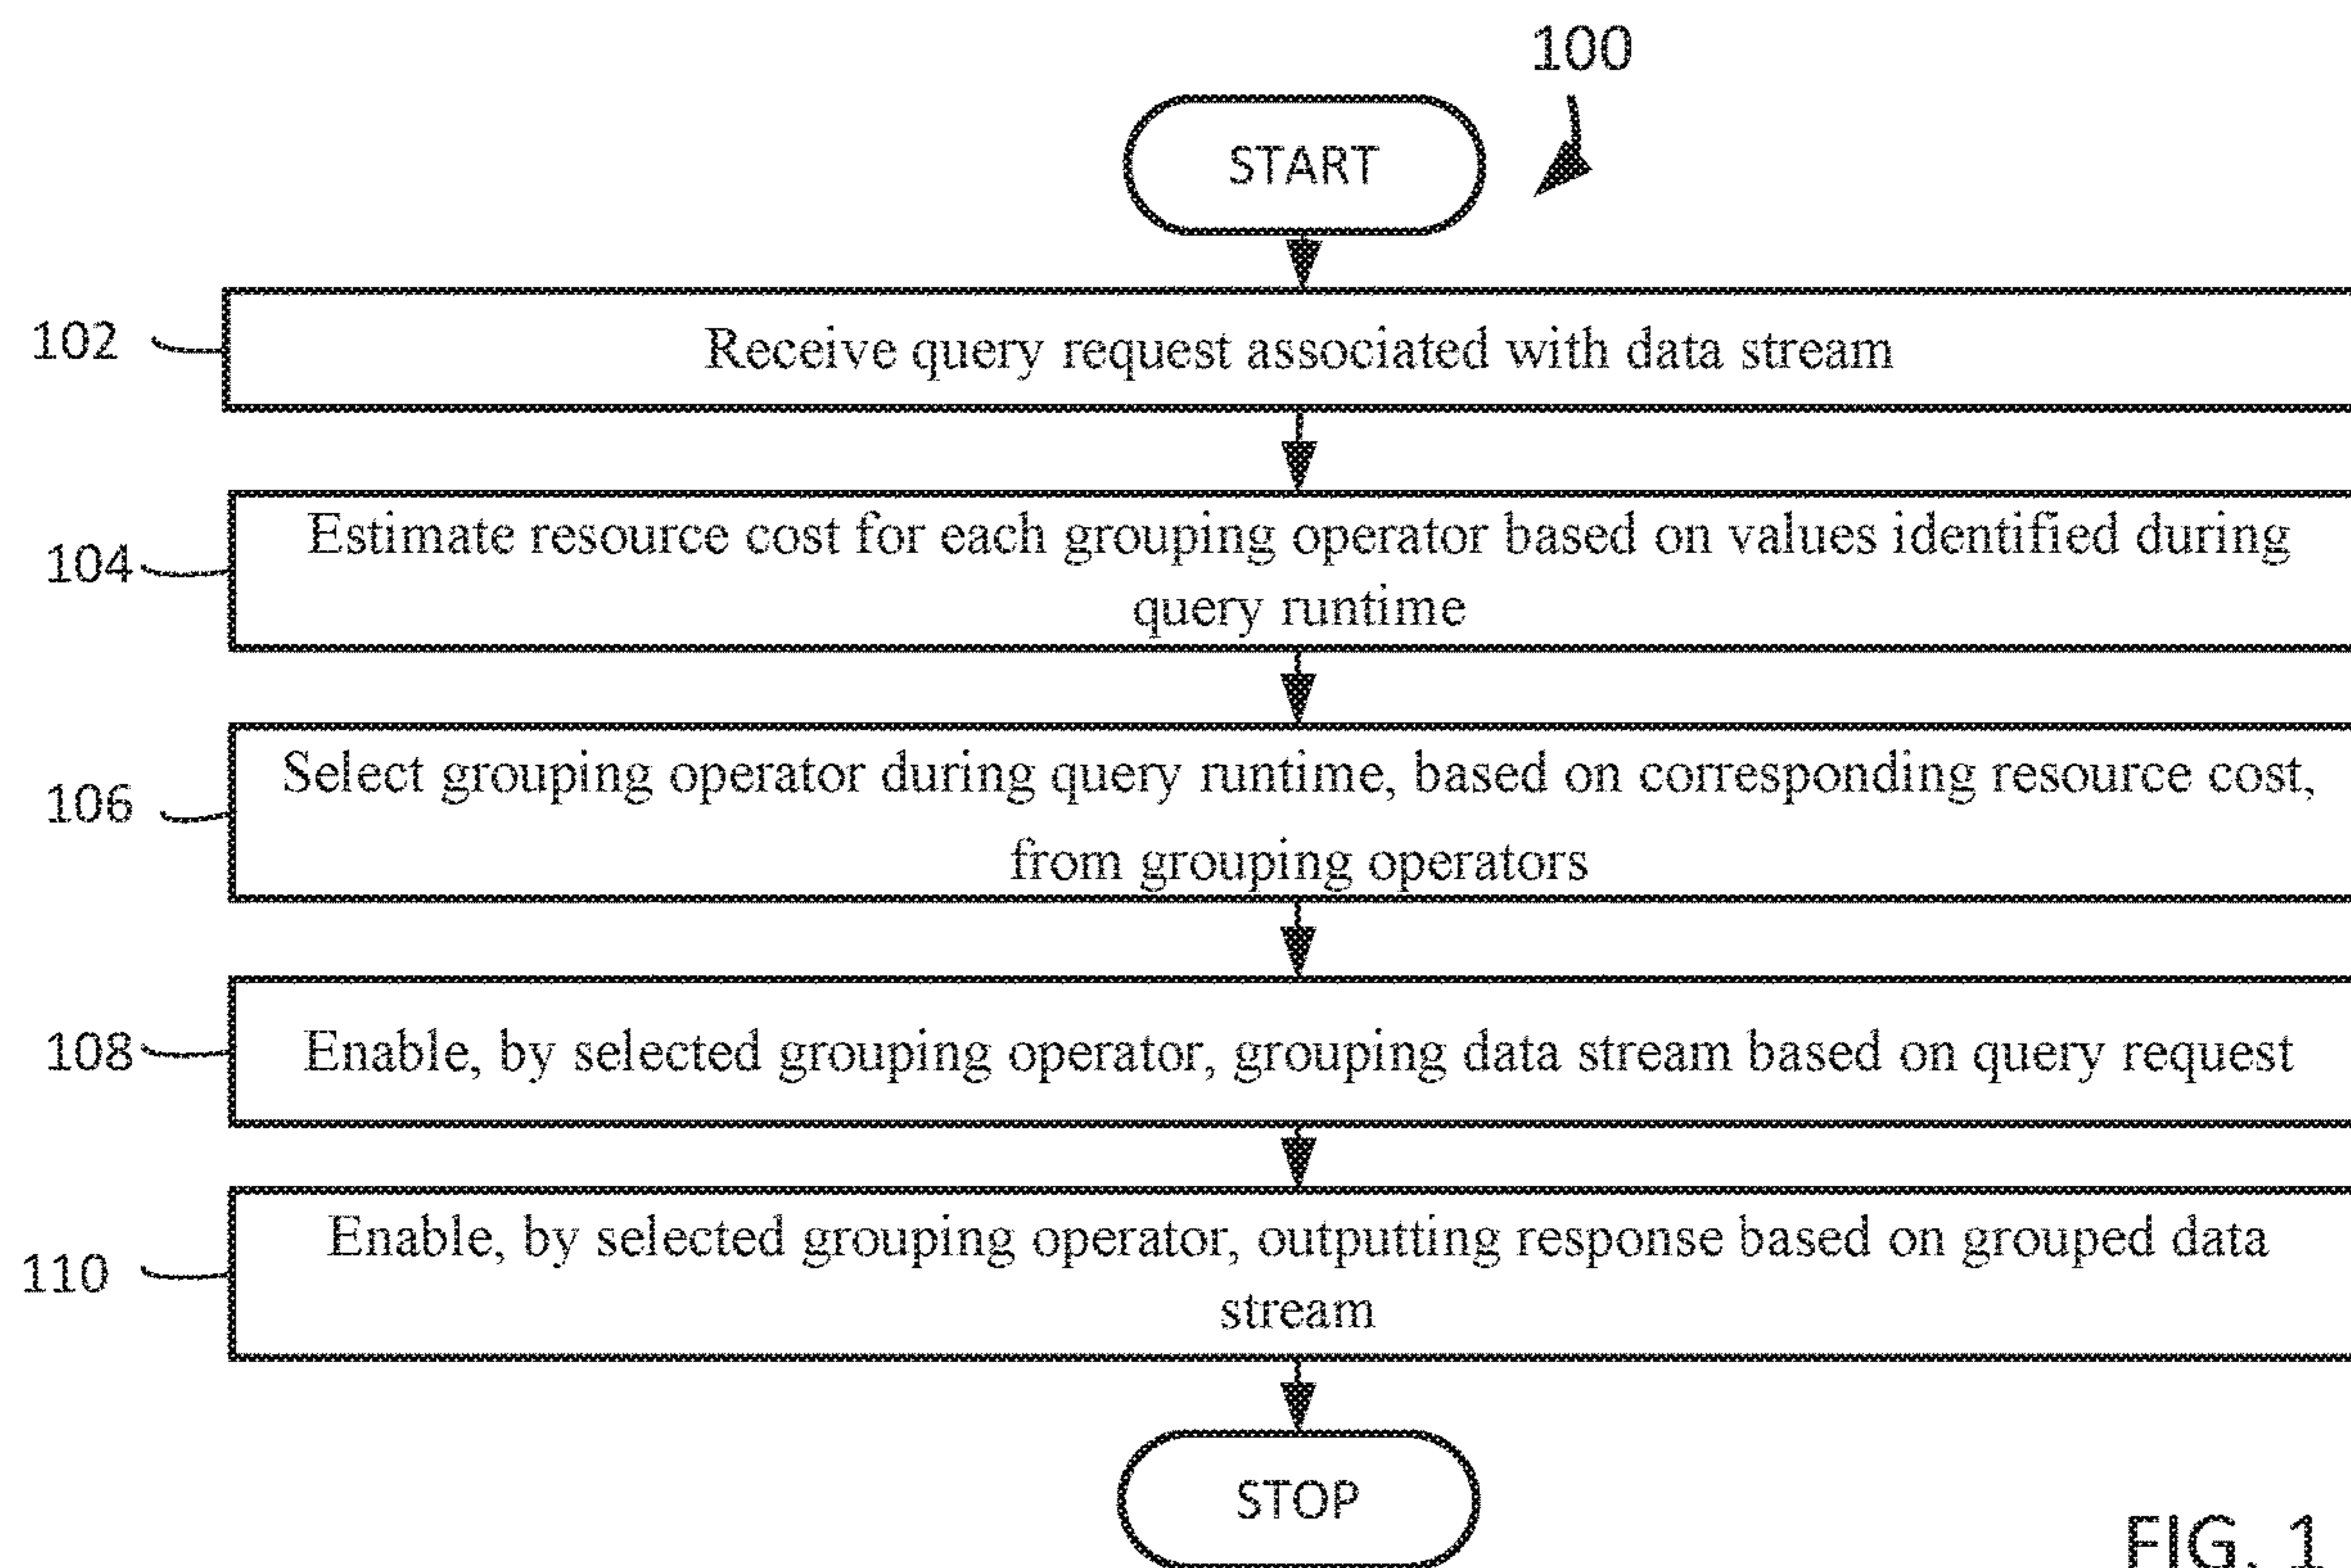 100
START
102
Receive query request associated with data stream
104
Estimate resource cost for each grouping operator based on values identified during
query runtime
106
Select grouping operator during query runtime, based on corresponding resource cost,
from grouping operators
108
Enable, by selected grouping operator, grouping data stream based on query request
110
Enable, by selected grouping operator, outputting response based on grouped data
stream
STOP
FIG. 1